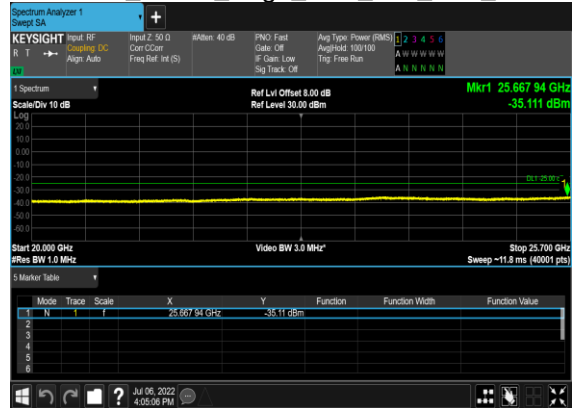 Spectrum Analyzer 1
Swept SA
+
KEYSIGHT
R T
Input: RF
Coupling: DC
Align: Auto
Input Z: 50 Ω
Corr CCorr
Freq Ref: Int (S)
#Atten: 40 dB
PNO: Fast
Gate: Off
IF Gain: Low
Sig Track: Off
Avg Type: Power (RMS)
Avg|Hold: 100/100
Trig: Free Run
1 2 3 4 5 6
A W W W W W
A N N N N N
1 Spectrum
Scale/Div 10 dB
Ref Lvl Offset 8.00 dB
Ref Level 30.00 dBm
Mkr1 25.667 94 GHz
-35.111 dBm
Log
20.0
10.0
0.00
-10.0
-20.0
-30.0
-40.0
-50.0
-60.0
1
Start 20.000 GHz
#Res BW 1.0 MHz
Video BW 3.0 MHz*
Stop 25.700 GHz
Sweep ~11.8 ms (40001 pts)
5 Marker Table
Mode Trace Scale X Y Function Function Width Function Value
1 N 1 f 25.667 94 GHz -35.11 dBm
2
3
4
5
6
?
Jul 06, 2022
4:05:06 PM